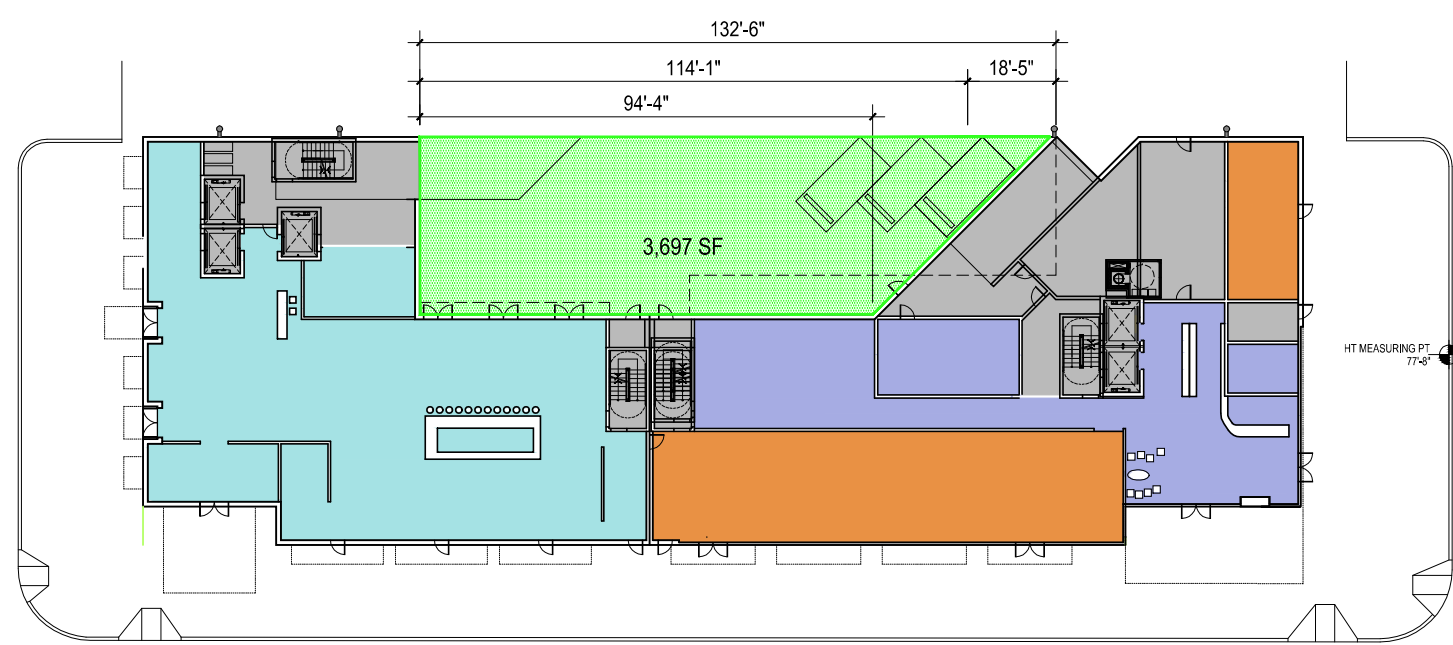 132'-6"
114'-1"
18'-5"
94'-4"
3,697 SF
HT MEASURING PT
77'-8"